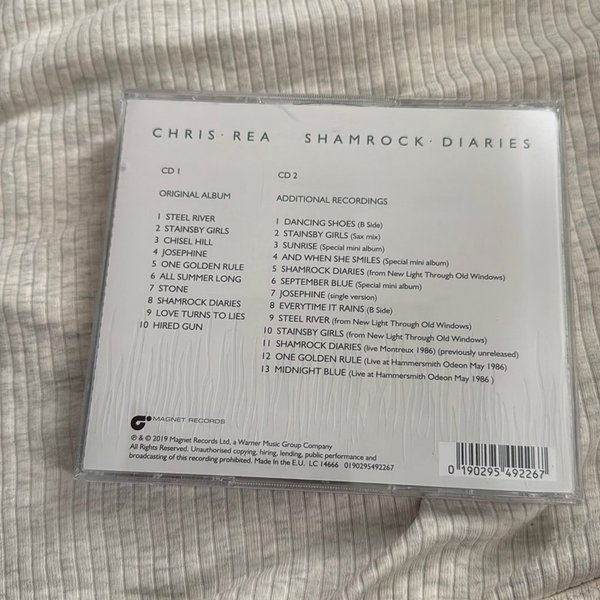 CHRIS · REA SHAMROCK · DIARIES
CD 1
ORIGINAL ALBUM
1 STEEL RIVER
2 STAINSBY GIRLS
3 CHISEL HILL
4 JOSEPHINE
5 ONE GOLDEN RULE
6 ALL SUMMER LONG
7 STONE
8 SHAMROCK DIARIES
9 LOVE TURNS TO LIES
10 HIRED GUN
CD 2
ADDITIONAL RECORDINGS
1 DANCING SHOES (B Side)
2 STAINSBY GIRLS (Sax mix)
3 SUNRISE (Special mini album)
4 AND WHEN SHE SMILES (Special mini album)
5 SHAMROCK DIARIES (from New Light Through Old Windows)
6 SEPTEMBER BLUE (Special mini album)
7 JOSEPHINE (single version)
8 EVERYTIME IT RAINS (B Side)
9 STEEL RIVER (from New Light Through Old Windows)
10 STAINSBY GIRLS (from New Light Through Old Windows)
11 SHAMROCK DIARIES (live Montreux 1986) (previously unreleased)
12 ONE GOLDEN RULE (Live at Hammersmith Odeon May 1986)
13 MIDNIGHT BLUE (Live at Hammersmith Odeon May 1986 )
MAGNET RECORDS
℗ & © 2019 Magnet Records Ltd, a Warner Music Group Company
All Rights Reserved. Unauthorised copying, hiring, lending, public performance and
broadcasting of this recording prohibited. Made in the E.U. LC 14666 0190295492267
0 190295 492267